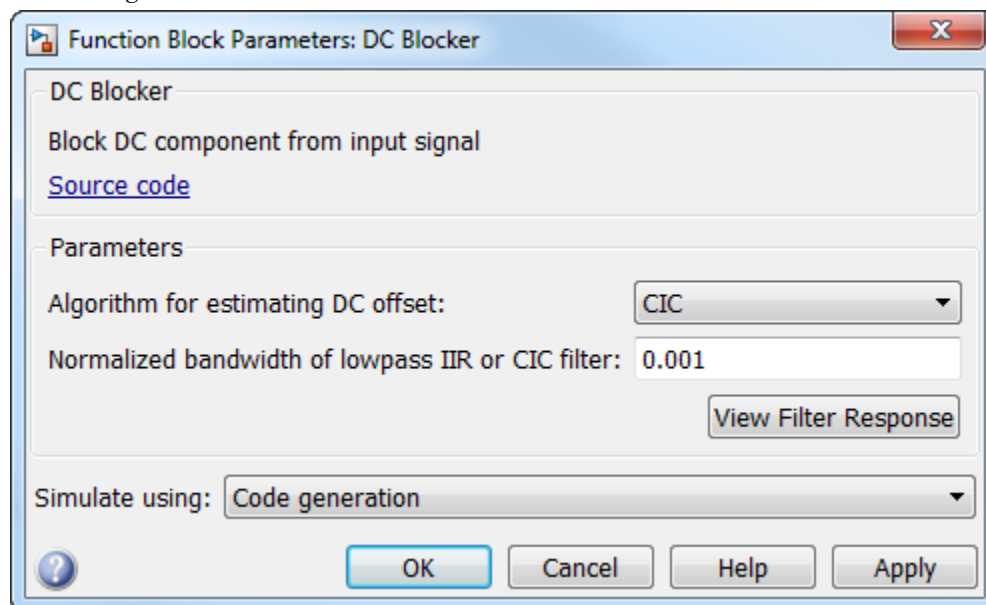 Function Block Parameters: DC Blocker
DC Blocker
Block DC component from input signal
Source code
Parameters
Algorithm for estimating DC offset: CIC
Normalized bandwidth of lowpass IIR or CIC filter: 0.001
View Filter Response
Simulate using: Code generation
OK Cancel Help Apply